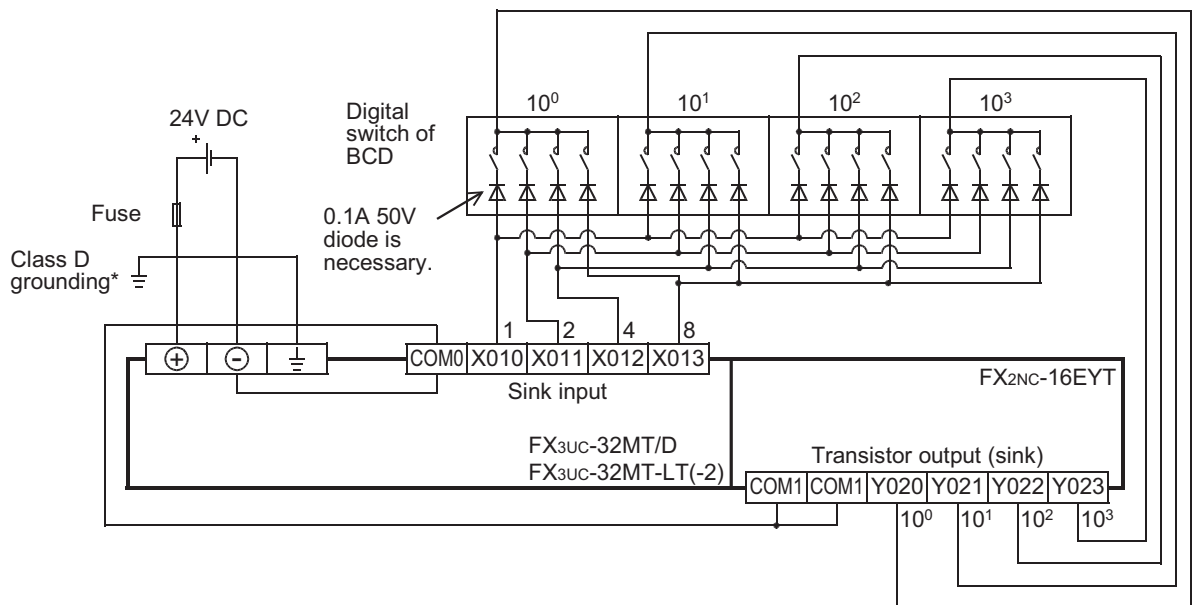 10⁰ 10¹ 10² 10³
24V DC
+
Digital
switch of
BCD
Fuse
0.1A 50V
diode is
necessary.
Class D
grounding*
1 2 4 8
+ - COM0 X010 X011 X012 X013
Sink input
FX2NC-16EYT
FX3UC-32MT/D
FX3UC-32MT-LT(-2)
Transistor output (sink)
COM1 COM1 Y020 Y021 Y022 Y023
10⁰ 10¹ 10² 10³